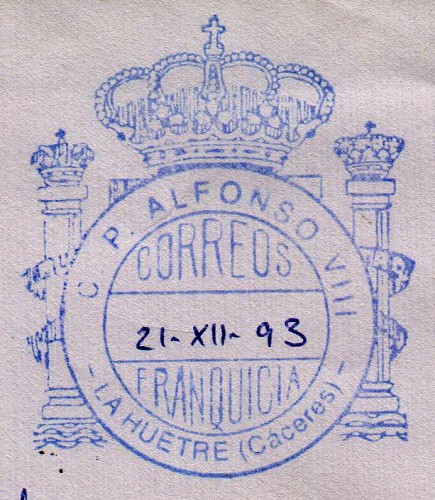 C. P. ALFONSO VIII
CORREOS
21-XII-93
FRANQUICIA
- LA HUETRE (Cáceres) -